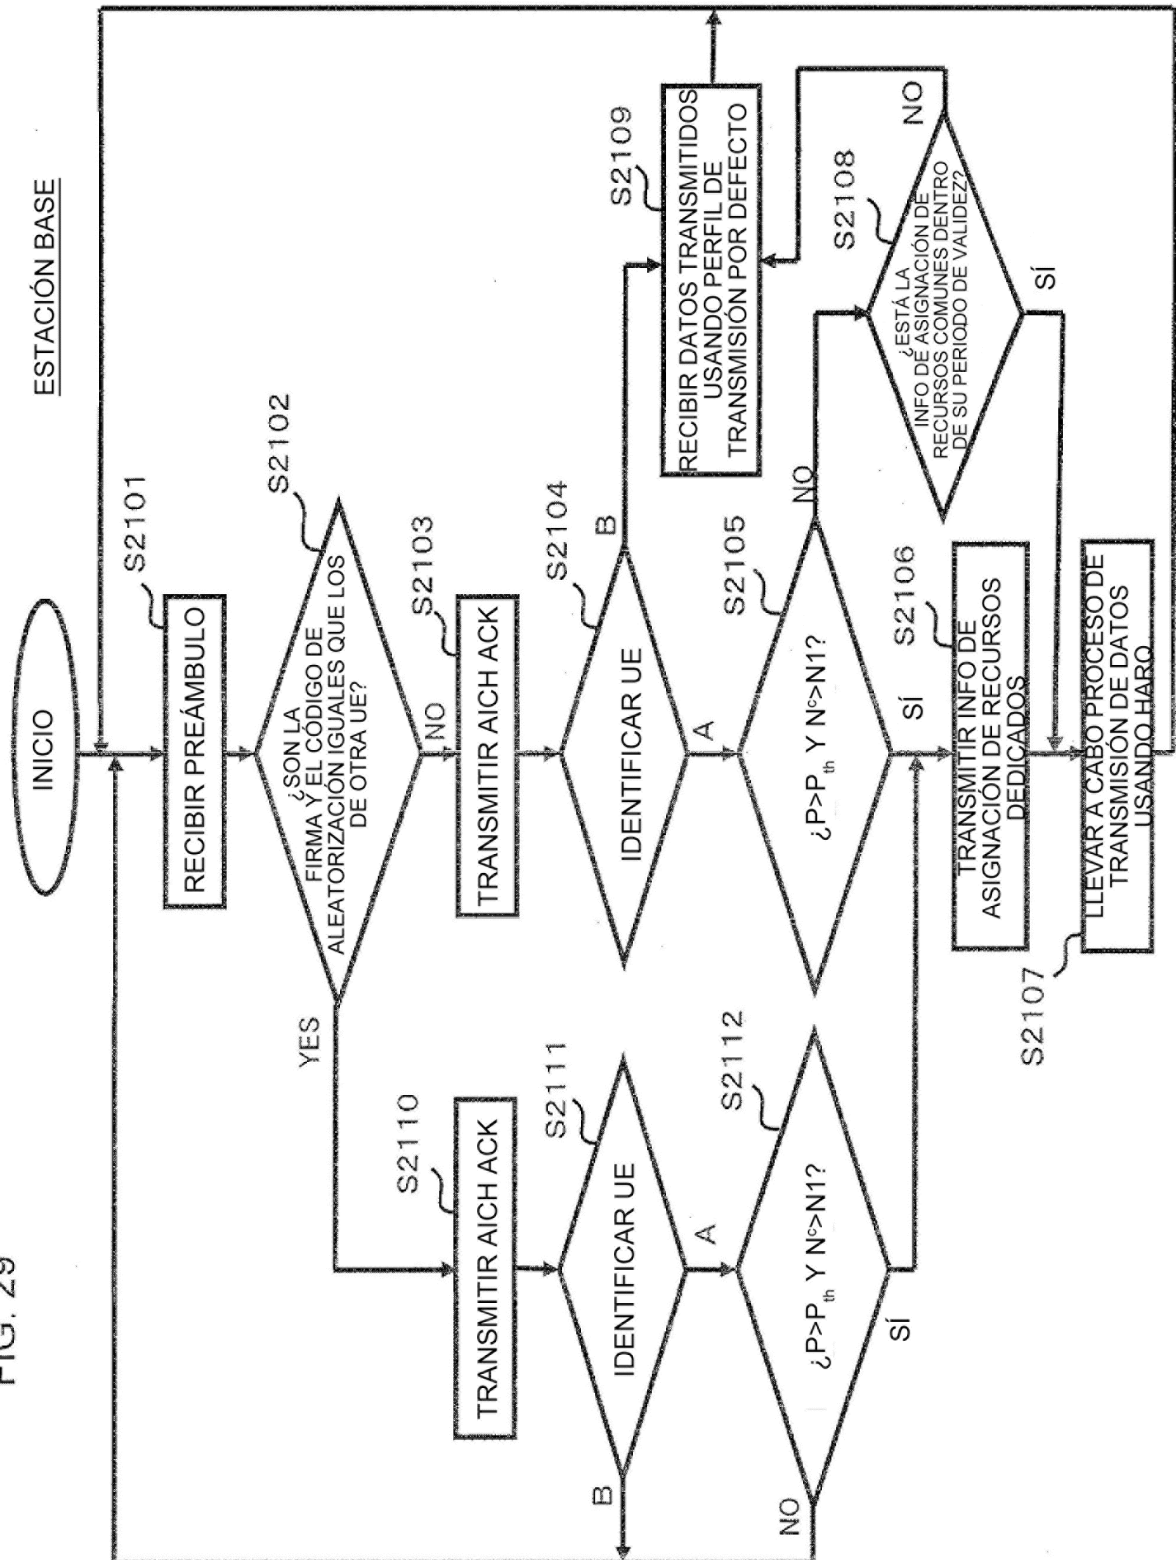 FIG. 29
ESTACIÓN BASE
INICIO
S2101
RECIBIR PREÁMBULO
S2102
¿SON LA
FIRMA Y EL CÓDIGO DE
ALEATORIZACIÓN IGUALES QUE LOS
DE OTRA UE?
YES
NO
S2103
TRANSMITIR AICH ACK
S2104
IDENTIFICAR UE
B
A
S2105
¿P>Pth Y Nc>N1?
NO
SÍ
S2106
TRANSMITIR INFO DE
ASIGNACIÓN DE RECURSOS
DEDICADOS
S2107
LLEVAR A CABO PROCESO DE
TRANSMISIÓN DE DATOS
USANDO HARQ
S2108
¿ESTÁ LA
INFO DE ASIGNACIÓN DE
RECURSOS COMUNES DENTRO
DE SU PERIODO DE VALIDEZ?
NO
SÍ
S2109
RECIBIR DATOS TRANSMITIDOS
USANDO PERFIL DE
TRANSMISIÓN POR DEFECTO
S2110
TRANSMITIR AICH ACK
S2111
IDENTIFICAR UE
B
A
S2112
¿P>Pth Y Nc>N1?
NO
SÍ